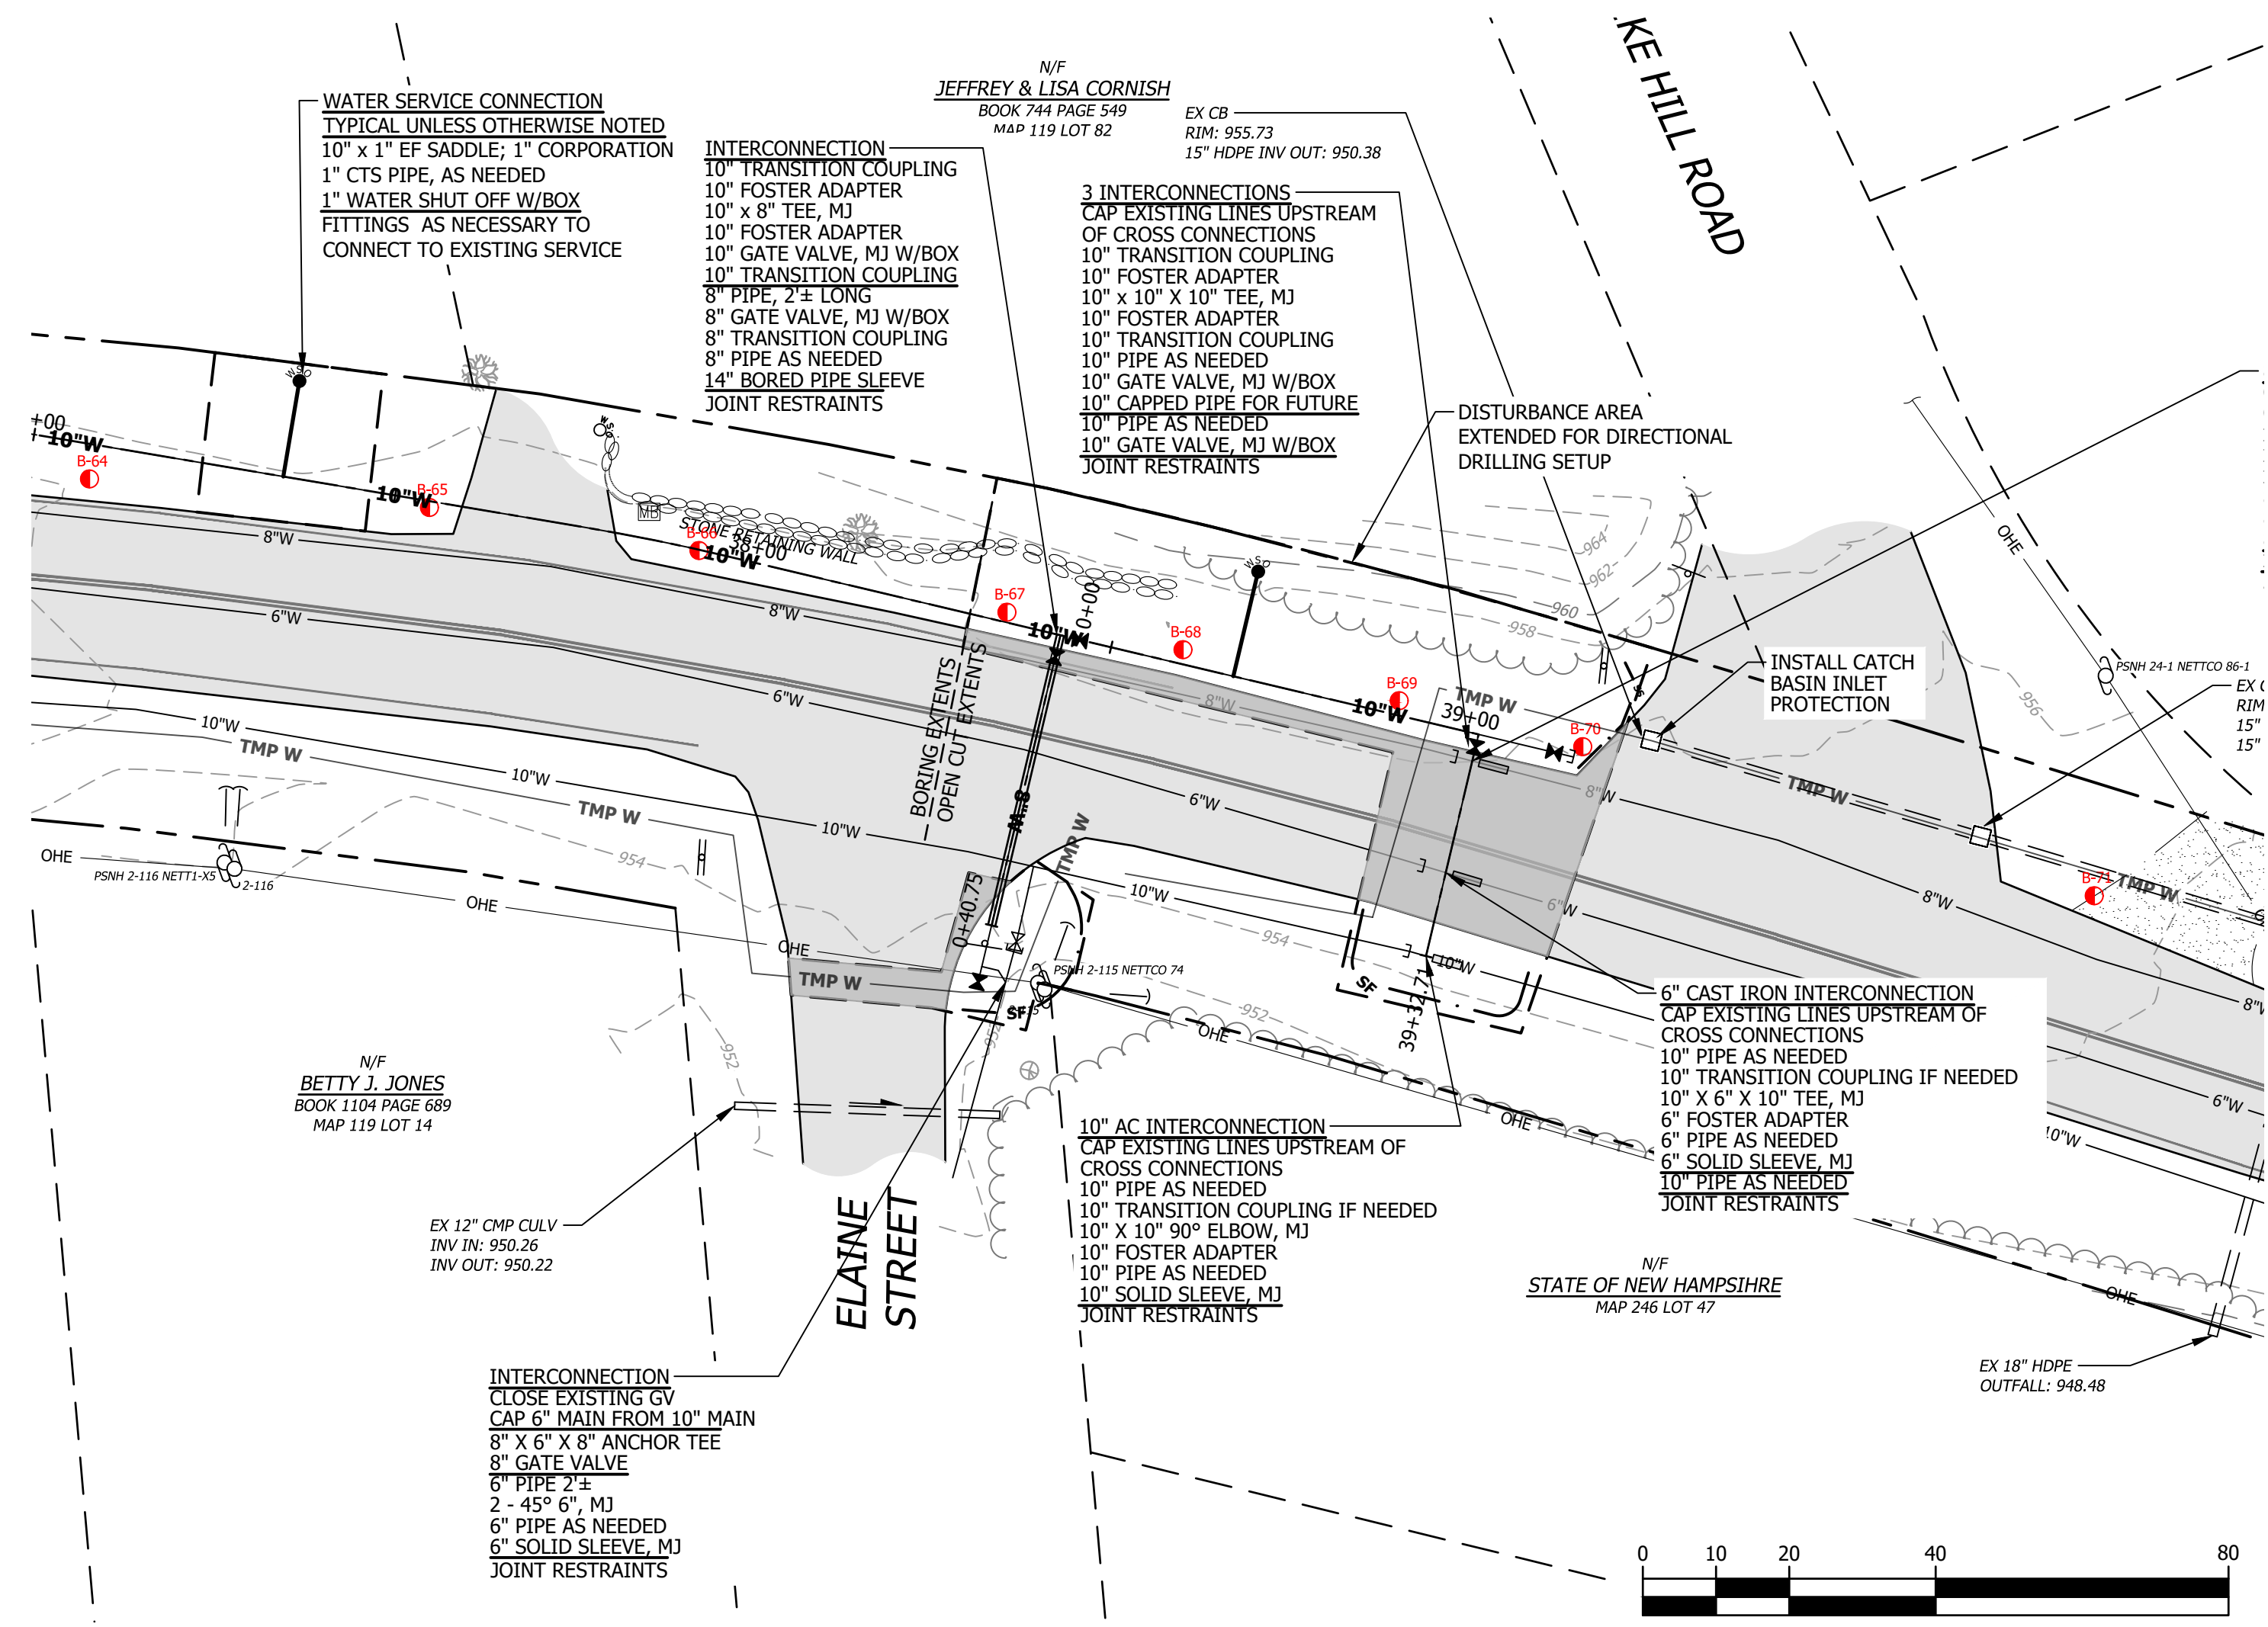 KE HILL ROAD
N/F
JEFFREY & LISA CORNISH
BOOK 744 PAGE 549
MAP 119 LOT 82
WATER SERVICE CONNECTION
TYPICAL UNLESS OTHERWISE NOTED
10" x 1" EF SADDLE; 1" CORPORATION
1" CTS PIPE, AS NEEDED
1" WATER SHUT OFF W/BOX
FITTINGS AS NECESSARY TO
CONNECT TO EXISTING SERVICE
INTERCONNECTION
10" TRANSITION COUPLING
10" FOSTER ADAPTER
10" x 8" TEE, MJ
10" FOSTER ADAPTER
10" GATE VALVE, MJ W/BOX
10" TRANSITION COUPLING
8" PIPE, 2'± LONG
8" GATE VALVE, MJ W/BOX
8" TRANSITION COUPLING
8" PIPE AS NEEDED
14" BORED PIPE SLEEVE
JOINT RESTRAINTS
EX CB
RIM: 955.73
15" HDPE INV OUT: 950.38
3 INTERCONNECTIONS
CAP EXISTING LINES UPSTREAM
OF CROSS CONNECTIONS
10" TRANSITION COUPLING
10" FOSTER ADAPTER
10" x 10" X 10" TEE, MJ
10" FOSTER ADAPTER
10" TRANSITION COUPLING
10" PIPE AS NEEDED
10" GATE VALVE, MJ W/BOX
10" CAPPED PIPE FOR FUTURE
10" PIPE AS NEEDED
10" GATE VALVE, MJ W/BOX
JOINT RESTRAINTS
DISTURBANCE AREA
EXTENDED FOR DIRECTIONAL
DRILLING SETUP
WSO
WSO
WSO
+00
10"W
B-64
10"W
B-65
MB
STONE RETAINING WALL
B-66
38+00
10"W
B-67
10"W
0+00
B-68
B-69
10"W
39+00
TMP W
B-70
964
962
960
958
956
OHE
PSNH 24-1 NETTCO 86-1
INSTALL CATCH
BASIN INLET
PROTECTION
EX C
RIM
15"
15"
8"W
8"W
8"W
8"W
8"W
8"W
6"W
6"W
6"W
6"W
6"W
TMP W
TMP W
B-71
BORING EXTENTS
OPEN CUT EXTENTS
8"W
10"W
10"W
10"W
10"W
10"W
10"W
TMP W
TMP W
TMP W
TMP W
0+40.75
954
954
952
952
952
OHE
OHE
OHE
OHE
OHE
OHE
PSNH 2-116 NETT1-X5
2-116
PSNH 2-115 NETTCO 74
SF
SF
39+32.71
6" CAST IRON INTERCONNECTION
CAP EXISTING LINES UPSTREAM OF
CROSS CONNECTIONS
10" PIPE AS NEEDED
10" TRANSITION COUPLING IF NEEDED
10" X 6" X 10" TEE, MJ
6" FOSTER ADAPTER
6" PIPE AS NEEDED
6" SOLID SLEEVE, MJ
10" PIPE AS NEEDED
JOINT RESTRAINTS
N/F
BETTY J. JONES
BOOK 1104 PAGE 689
MAP 119 LOT 14
EX 12" CMP CULV
INV IN: 950.26
INV OUT: 950.22
ELAINE
STREET
10" AC INTERCONNECTION
CAP EXISTING LINES UPSTREAM OF
CROSS CONNECTIONS
10" PIPE AS NEEDED
10" TRANSITION COUPLING IF NEEDED
10" X 10" 90° ELBOW, MJ
10" FOSTER ADAPTER
10" PIPE AS NEEDED
10" SOLID SLEEVE, MJ
JOINT RESTRAINTS
N/F
STATE OF NEW HAMPSIHRE
MAP 246 LOT 47
EX 18" HDPE
OUTFALL: 948.48
INTERCONNECTION
CLOSE EXISTING GV
CAP 6" MAIN FROM 10" MAIN
8" X 6" X 8" ANCHOR TEE
8" GATE VALVE
6" PIPE 2'±
2 - 45° 6", MJ
6" PIPE AS NEEDED
6" SOLID SLEEVE, MJ
JOINT RESTRAINTS
0 10 20 40 80